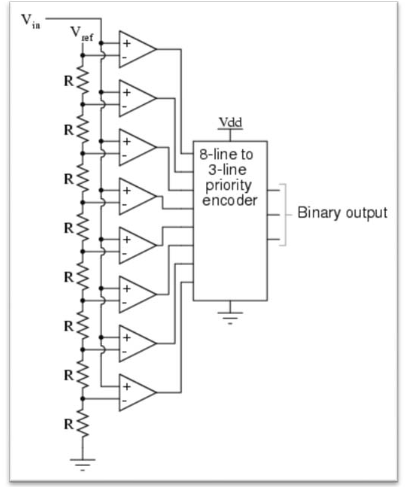 Vin
Vref
+
-
R
+
-
R
+
-
R
+
-
R
+
-
R
+
-
R
+
-
R
+
-
R
Vdd
8-line to
3-line
priority
encoder
Binary output